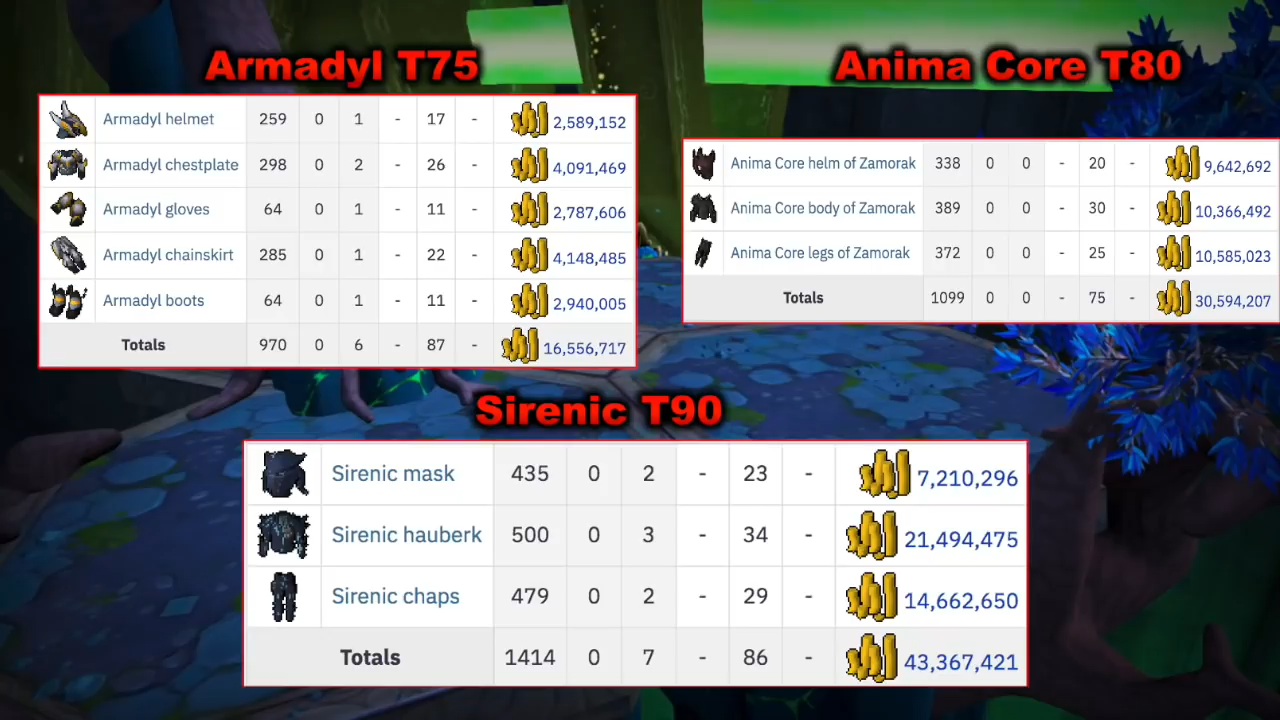 Armadyl T75
Armadyl helmet 259 0 1 - 17 - 2,589,152
Armadyl chestplate 298 0 2 - 26 - 4,091,469
Armadyl gloves 64 0 1 - 11 - 2,787,606
Armadyl chainskirt 285 0 1 - 22 - 4,148,485
Armadyl boots 64 0 1 - 11 - 2,940,005
Totals 970 0 6 - 87 - 16,556,717
Anima Core T80
Anima Core helm of Zamorak 338 0 0 - 20 - 9,642,692
Anima Core body of Zamorak 389 0 0 - 30 - 10,366,492
Anima Core legs of Zamorak 372 0 0 - 25 - 10,585,023
Totals 1099 0 0 - 75 - 30,594,207
Sirenic T90
Sirenic mask 435 0 2 - 23 - 7,210,296
Sirenic hauberk 500 0 3 - 34 - 21,494,475
Sirenic chaps 479 0 2 - 29 - 14,662,650
Totals 1414 0 7 - 86 - 43,367,421